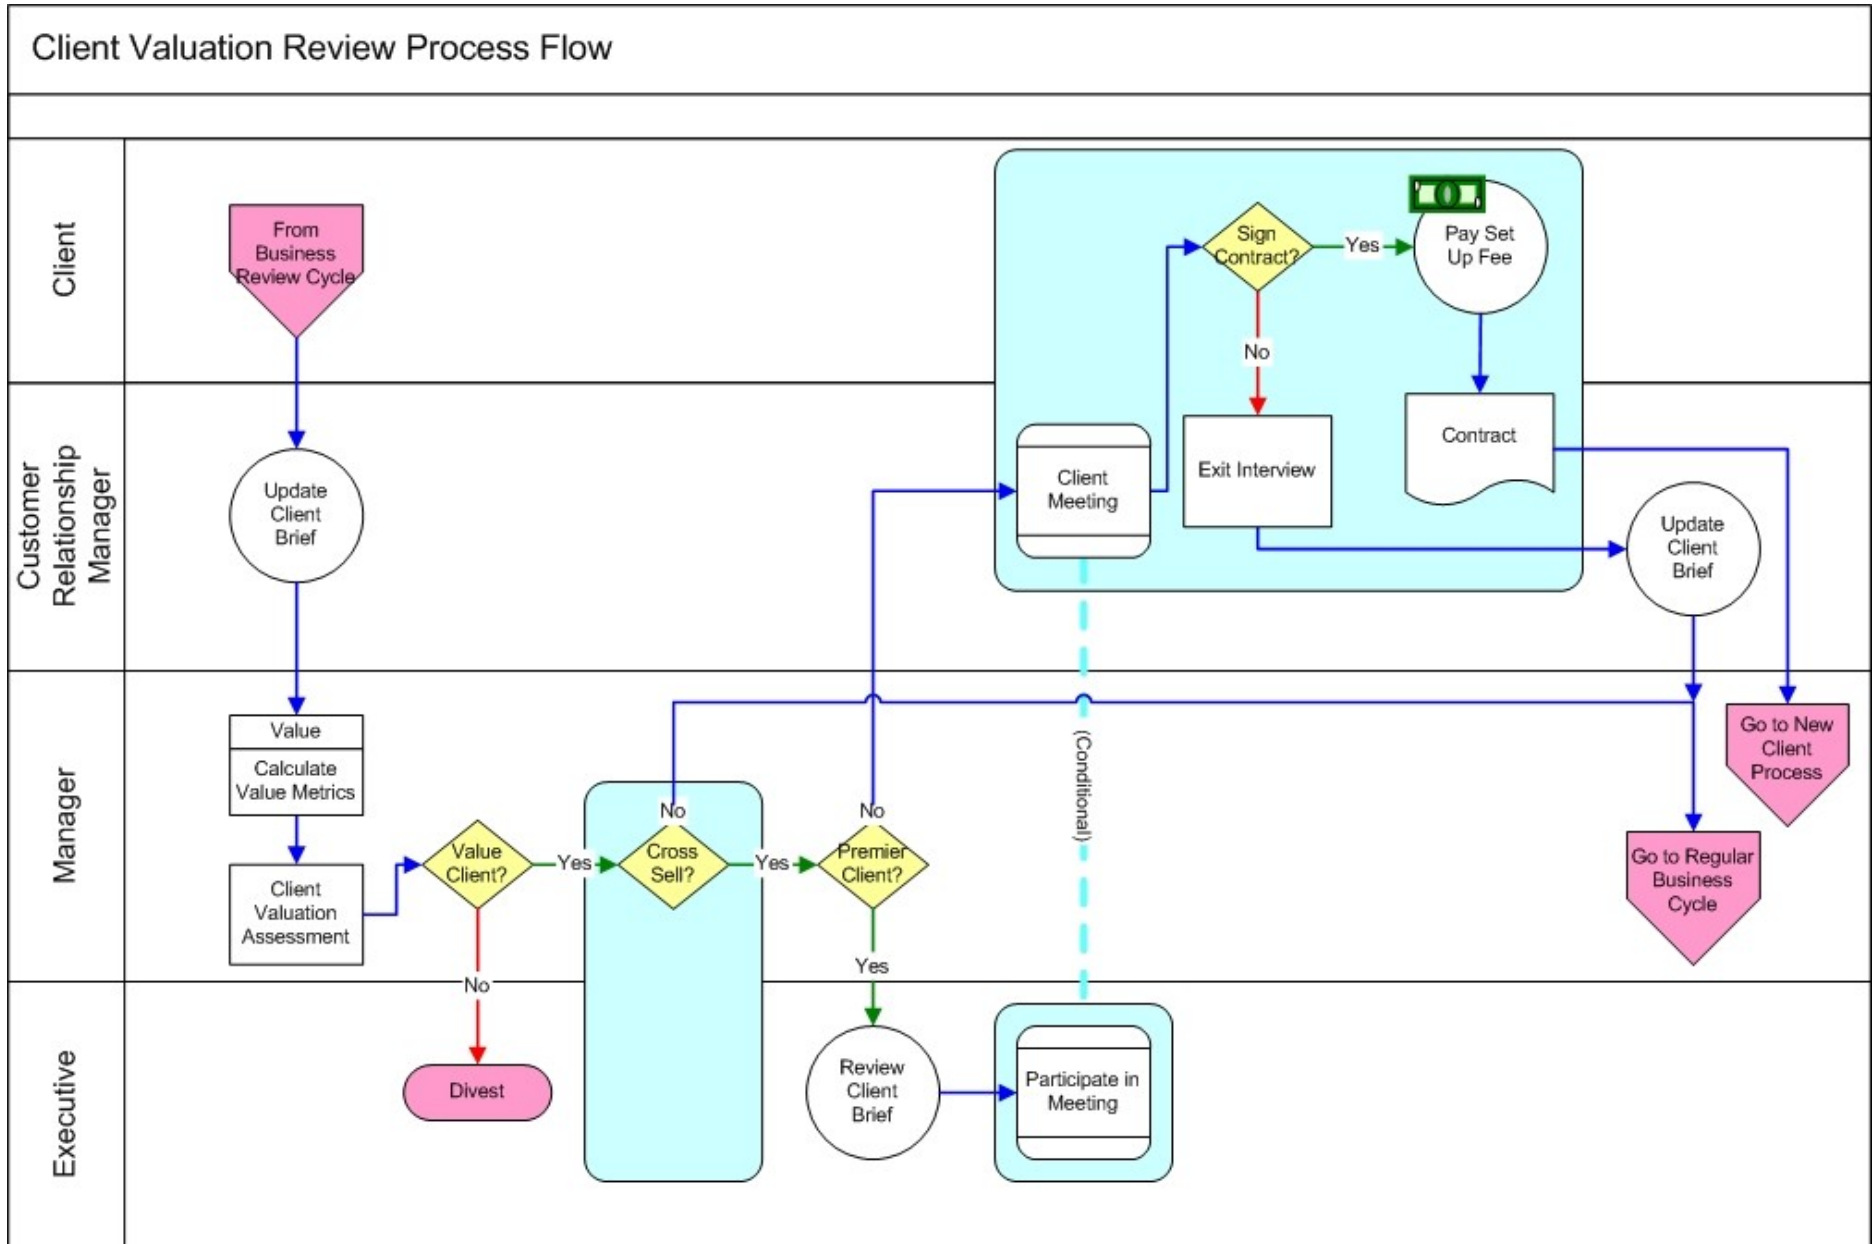 Client Valuation Review Process Flow
Client
From
Business
Review Cycle
Sign
Contract?
Yes
Pay Set
Up Fee
No
Customer
Relationship
Manager
Update
Client
Brief
Client
Meeting
Exit Interview
Contract
Update
Client
Brief
Manager
Value
Calculate
Value Metrics
Client
Valuation
Assessment
Value
Client?
Yes
No
No
Cross
Sell?
Yes
No
Premier
Client?
Yes
(Conditional)
Go to New
Client
Process
Go to Regular
Business
Cycle
Executive
Divest
Review
Client
Brief
Participate in
Meeting